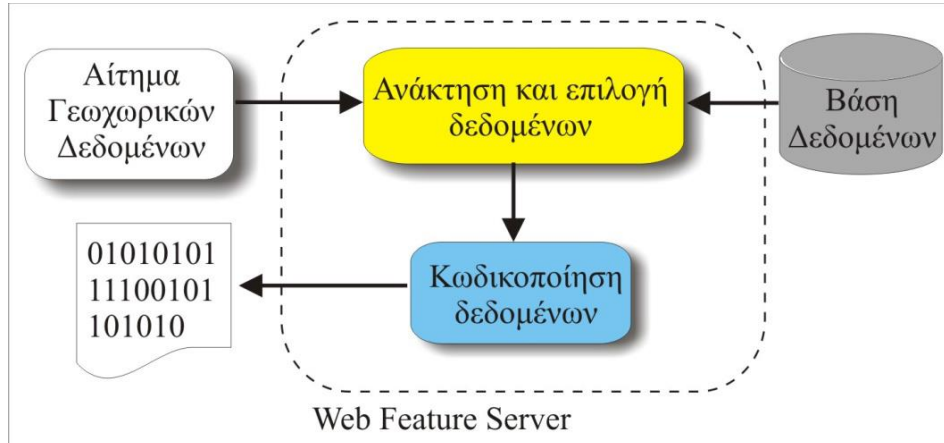 Αίτημα
Γεωχωρικών
Δεδομένων
Ανάκτηση και επιλογή
δεδομένων
Βάση
Δεδομένων
Κωδικοποίηση
δεδομένων
01010101
11100101
101010
Web Feature Server